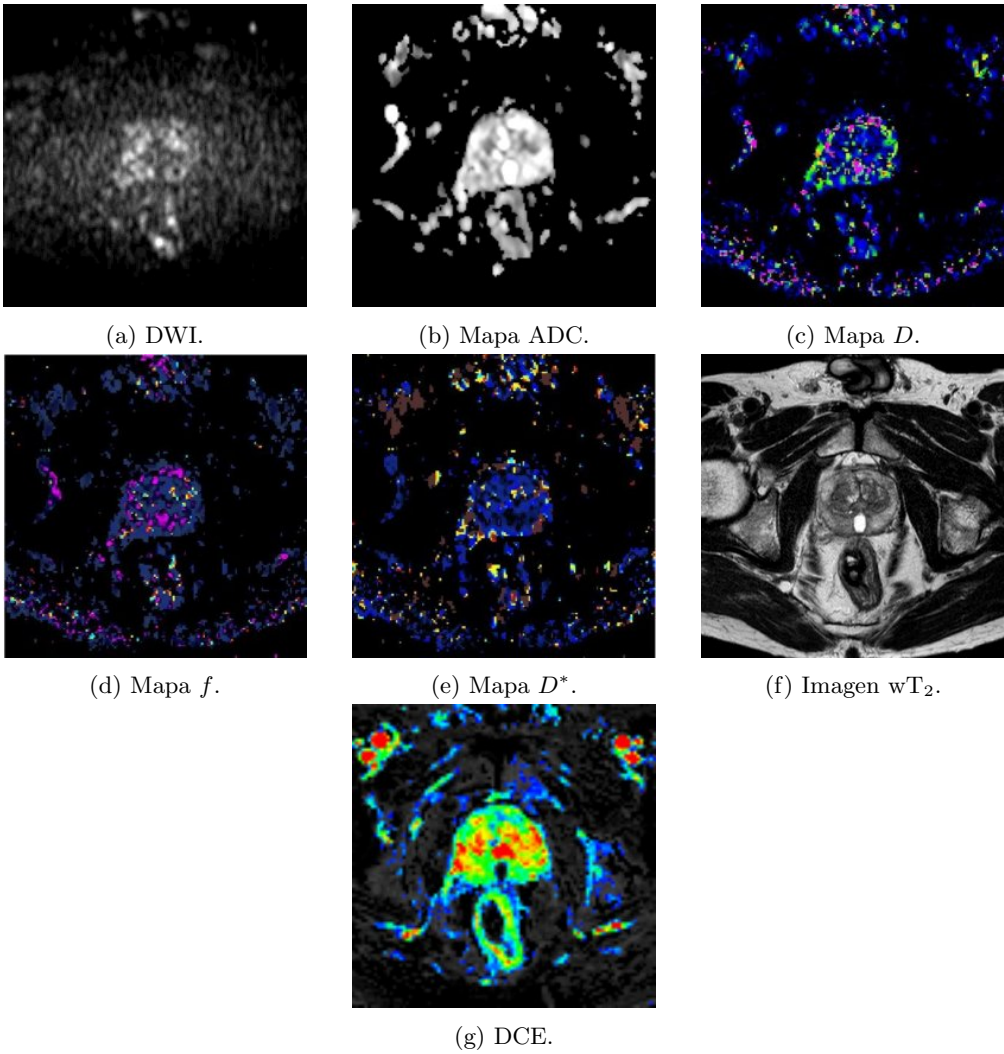 (a) DWI.
(b) Mapa ADC.
(c) Mapa D.
(d) Mapa f.
(e) Mapa D*.
(f) Imagen wT₂.
(g) DCE.